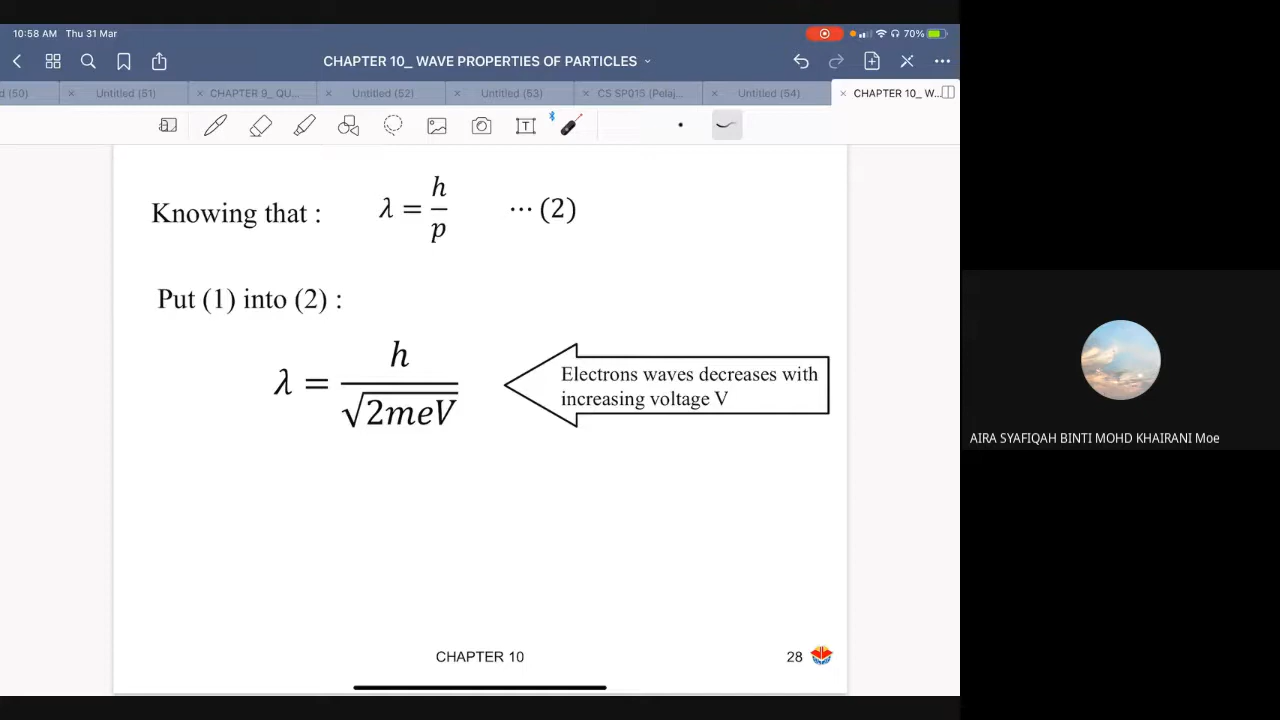 10:58 AM Thu 31 Mar
70%
CHAPTER 10_ WAVE PROPERTIES OF PARTICLES
d (50)
Untitled (51)
CHAPTER 9_ QU...
Untitled (52)
Untitled (53)
CS SP015 (Pelaj...
Untitled (54)
CHAPTER 10_ W...
T
Knowing that : λ = h/p ⋯ (2)
Put (1) into (2) :
λ = h/√2meV
Electrons waves decreases with
increasing voltage V
CHAPTER 10
28
AIRA SYAFIQAH BINTI MOHD KHAIRANI Moe